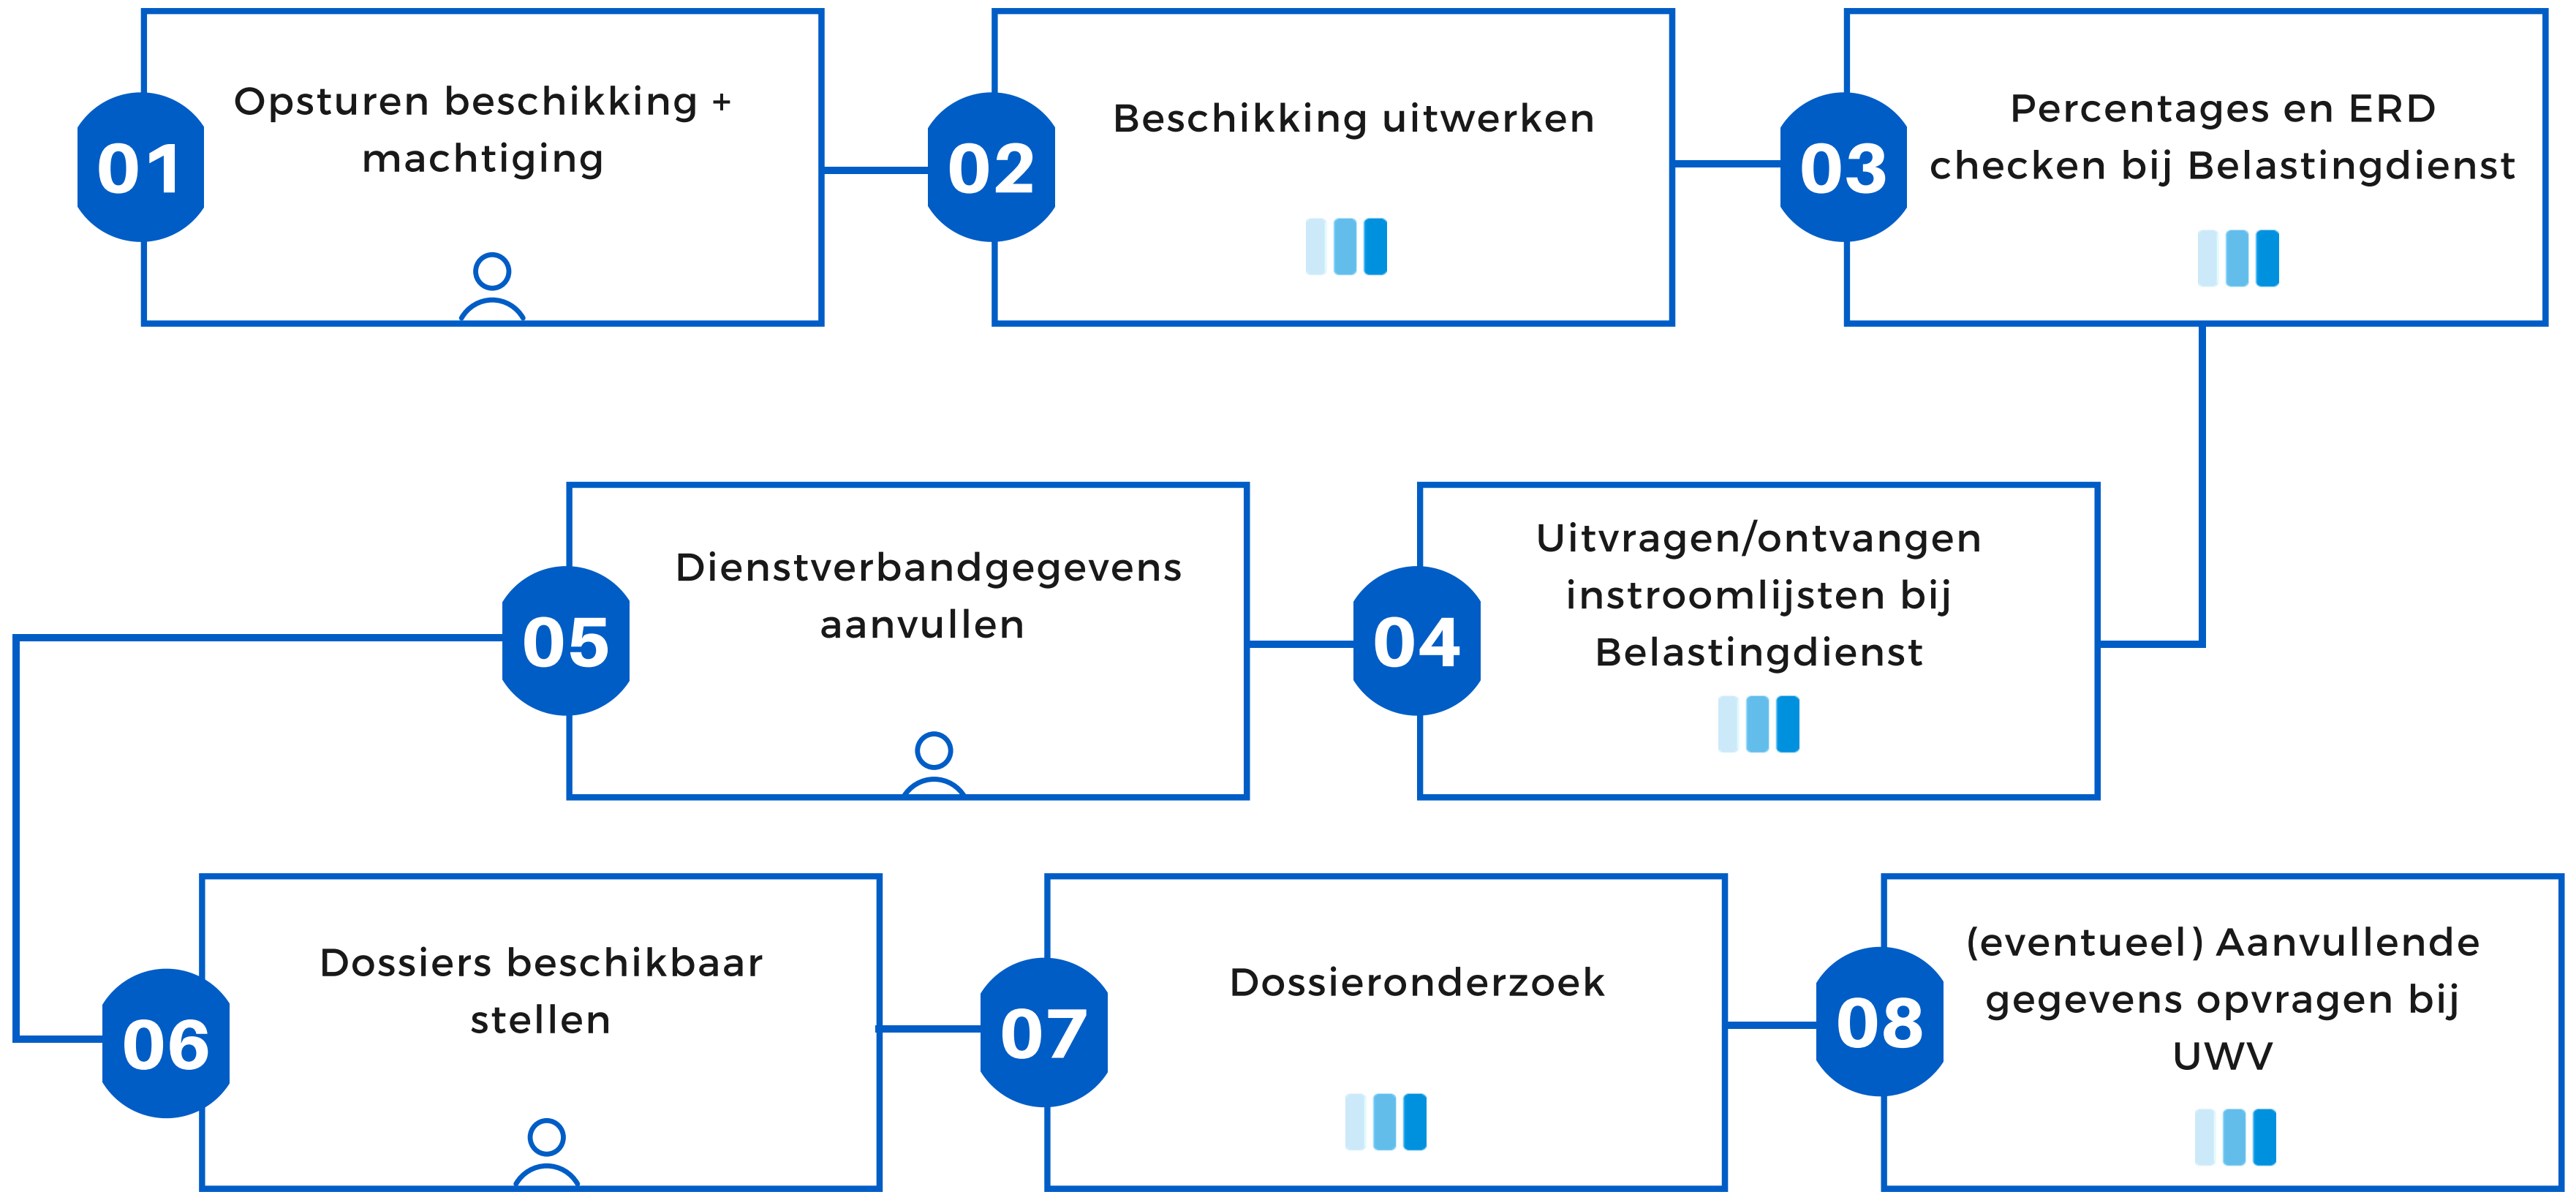 01
Opsturen beschikking +
machtiging
02
Beschikking uitwerken
03
Percentages en ERD
checken bij Belastingdienst
04
Uitvragen/ontvangen
instroomlijsten bij
Belastingdienst
05
Dienstverbandgegevens
aanvullen
06
Dossiers beschikbaar
stellen
07
Dossieronderzoek
08
(eventueel) Aanvullende
gegevens opvragen bij
UWV